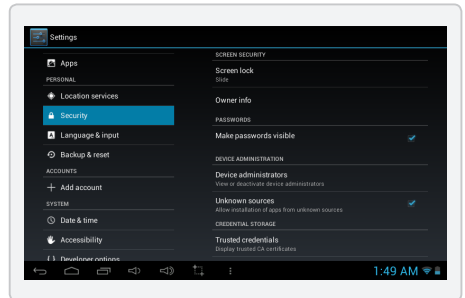 Settings
Apps
PERSONAL
Location services
Security
Language & input
Backup & reset
ACCOUNTS
Add account
SYSTEM
Date & time
Accessibility
Developer options
SCREEN SECURITY
Screen lock
Slide
Owner info
PASSWORDS
Make passwords visible
DEVICE ADMINISTRATION
Device administrators
View or deactivate device administrators
Unknown sources
Allow installation of apps from unknown sources
CREDENTIAL STORAGE
Trusted credentials
Display trusted CA certificates
1:49 AM